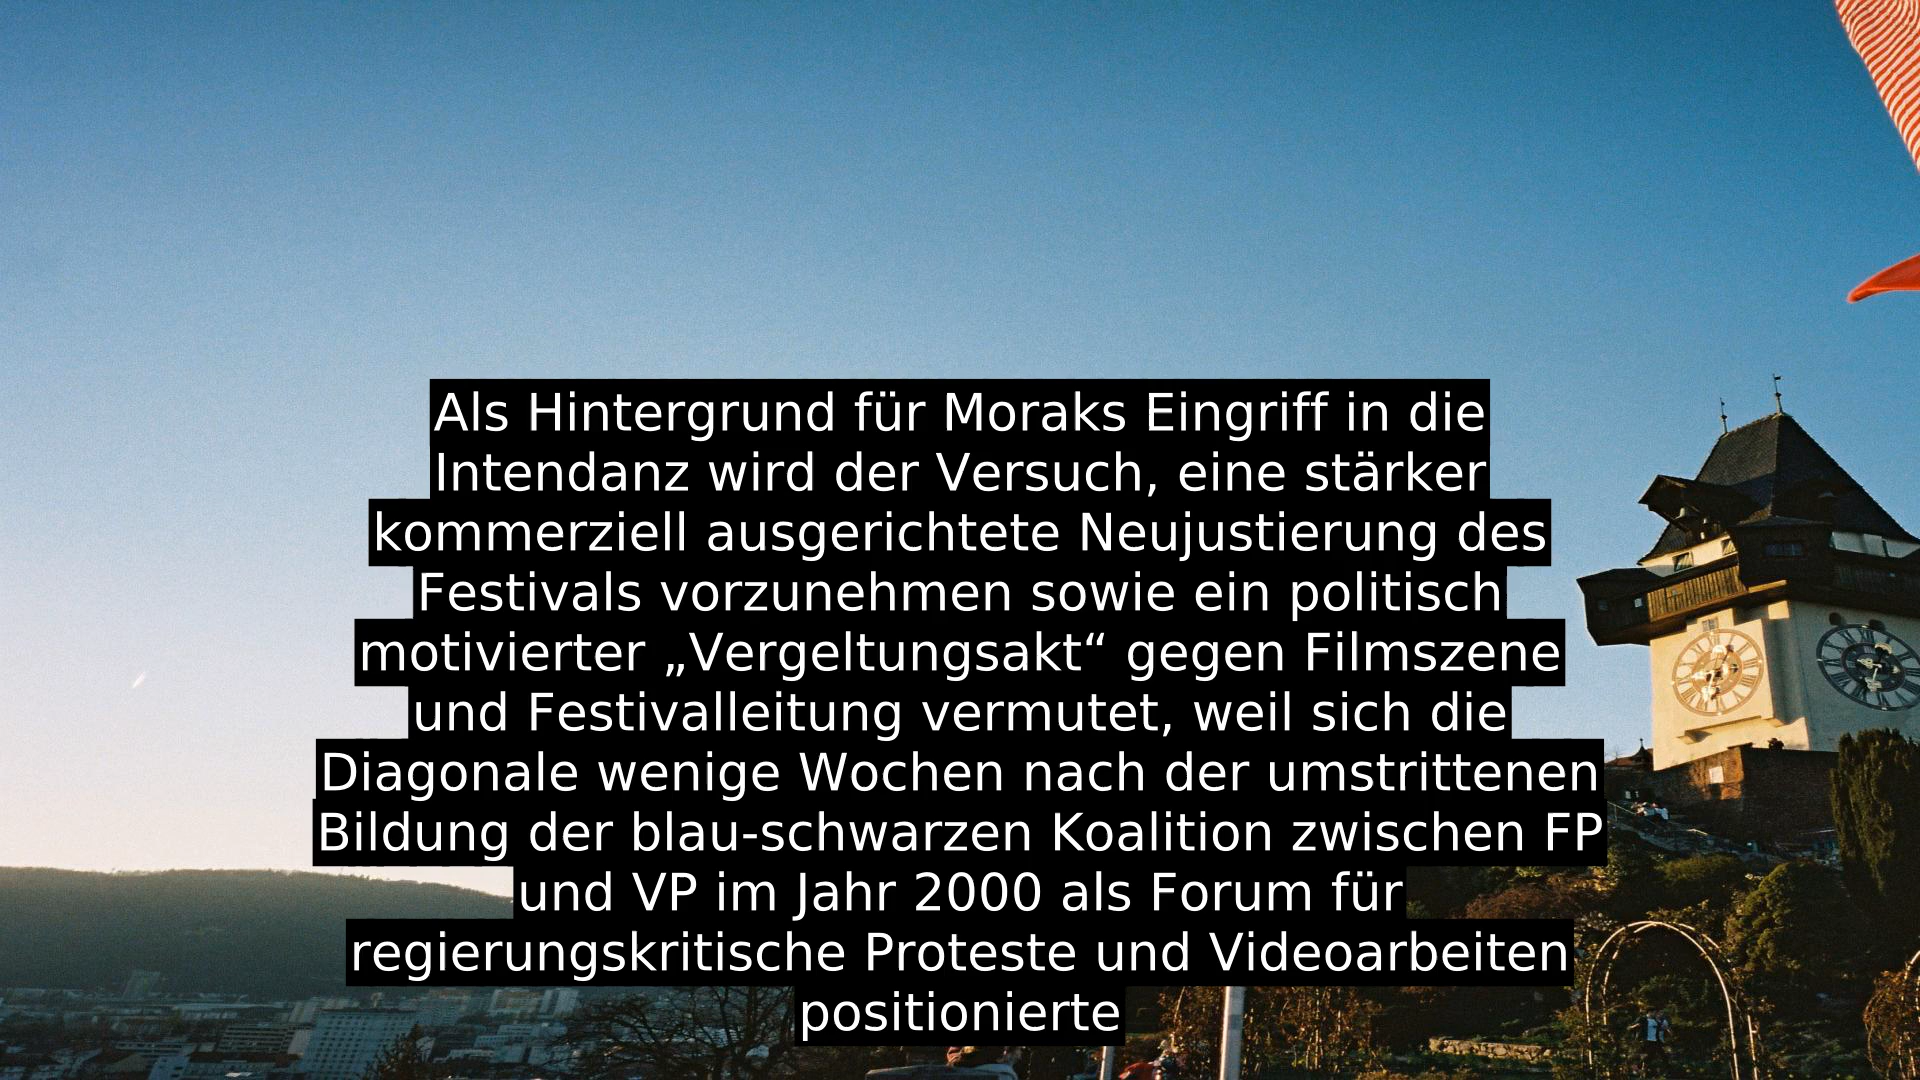 Als Hintergrund für Moraks Eingriff in die
Intendanz wird der Versuch, eine stärker
kommerziell ausgerichtete Neujustierung des
Festivals vorzunehmen sowie ein politisch
motivierter „Vergeltungsakt“ gegen Filmszene
und Festivalleitung vermutet, weil sich die
Diagonale wenige Wochen nach der umstrittenen
Bildung der blau-schwarzen Koalition zwischen FP
und VP im Jahr 2000 als Forum für
regierungskritische Proteste und Videoarbeiten
positionierte